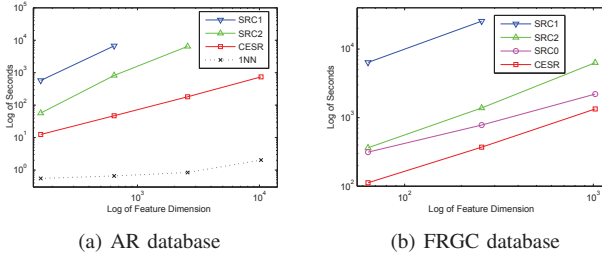 10^5
10^4
10^3
10^2
10^1
10^0
Log of Seconds
SRC1
SRC2
CESR
1NN
10^3
10^4
Log of Feature Dimension
(a) AR database
10^4
10^3
10^2
Log of Seconds
SRC1
SRC2
SRC0
CESR
10^2
10^3
Log of Feature Dimension
(b) FRGC database